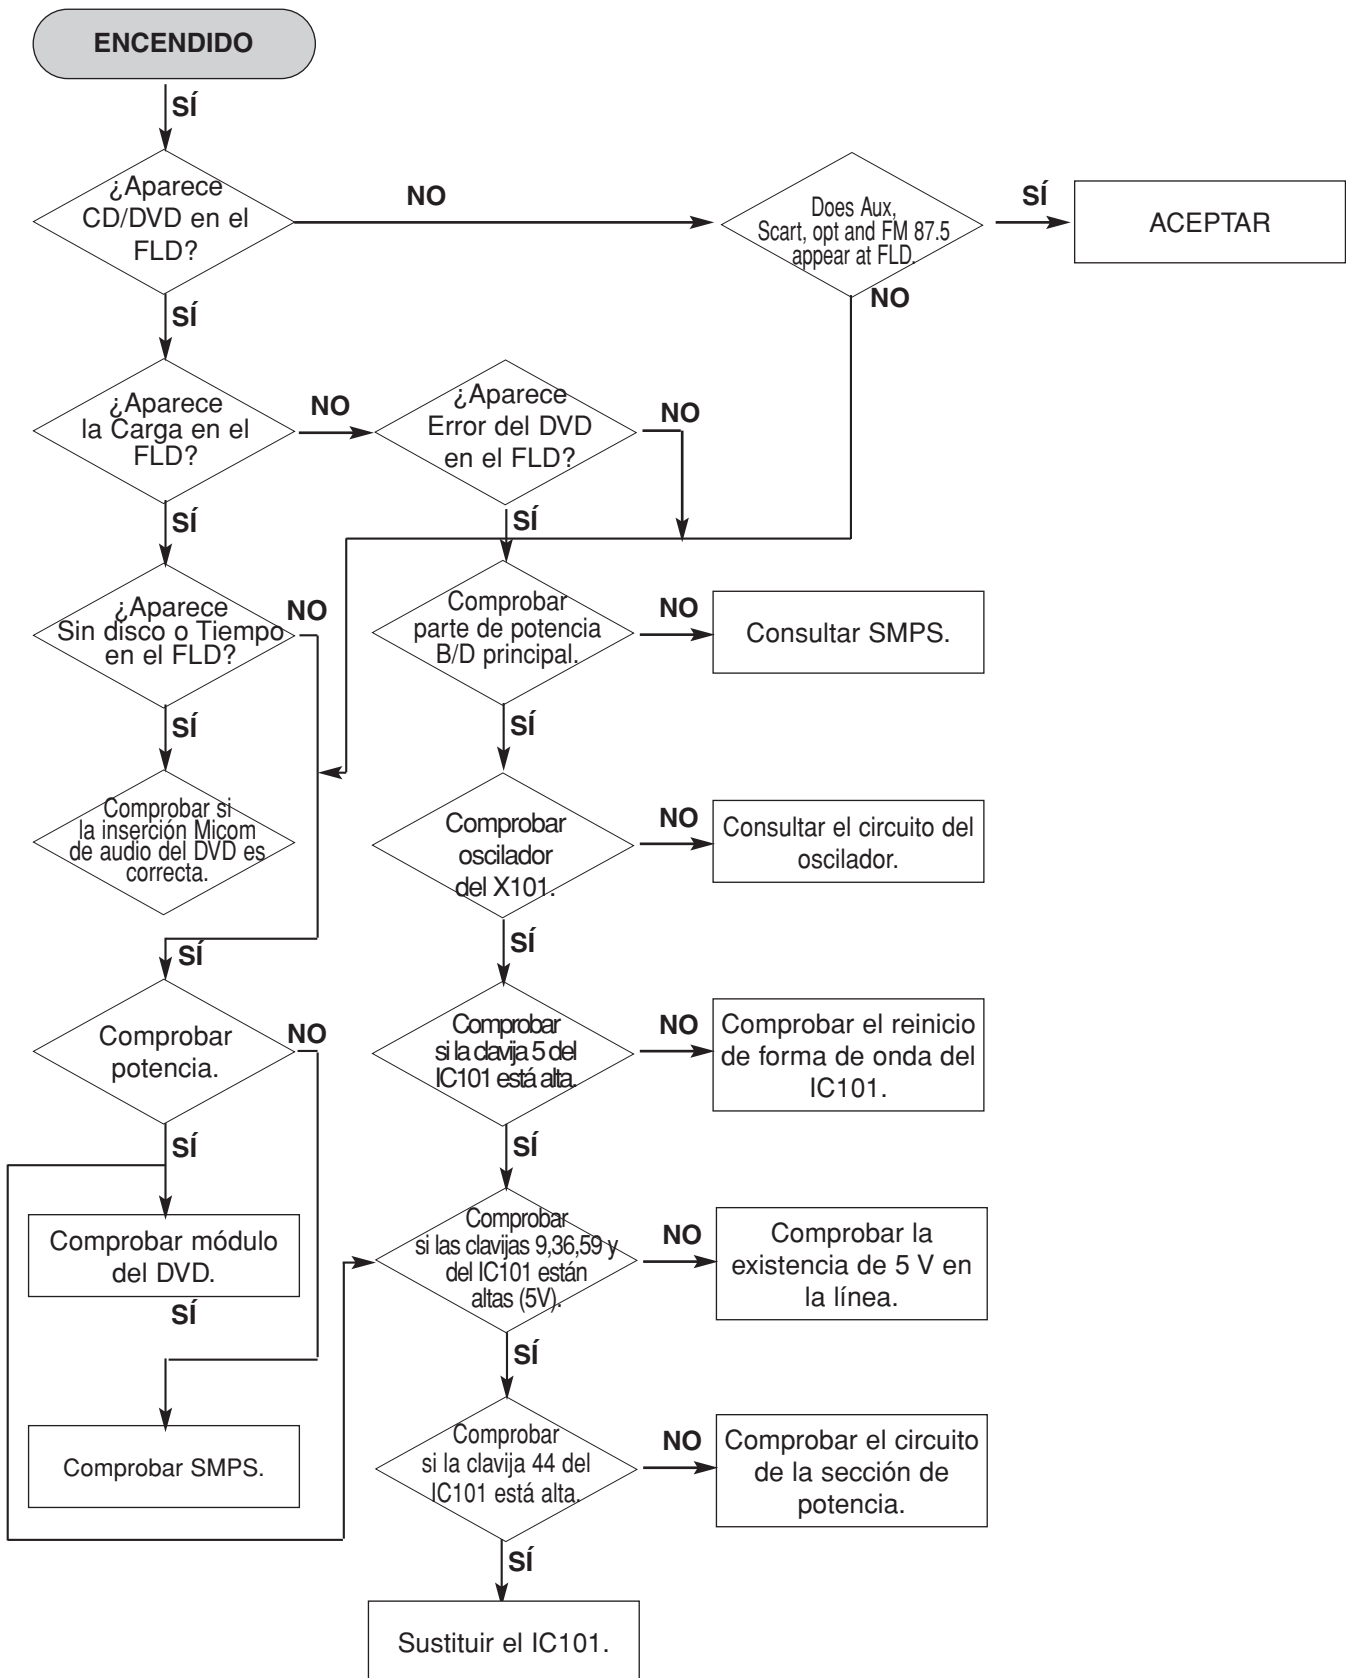 ENCENDIDO
SÍ
¿Aparece
CD/DVD en el
FLD?
NO
Does Aux,
Scart, opt and FM 87.5
appear at FLD.
SÍ
ACEPTAR
NO
SÍ
¿Aparece
la Carga en el
FLD?
NO
¿Aparece
Error del DVD
en el FLD?
NO
SÍ
SÍ
¿Aparece
Sin disco o Tiempo
en el FLD?
NO
Comprobar
parte de potencia
B/D principal.
NO
Consultar SMPS.
SÍ
SÍ
Comprobar si
la inserción Micom
de audio del DVD es
correcta.
Comprobar
oscilador
del X101.
NO
Consultar el circuito del
oscilador.
SÍ
SÍ
Comprobar
potencia.
NO
Comprobar
si la clavija 5 del
IC101 está alta.
NO
Comprobar el reinicio
de forma de onda del
IC101.
SÍ
SÍ
Comprobar módulo
del DVD.
SÍ
Comprobar
si las clavijas 9,36,59 y
del IC101 están
altas (5V).
NO
Comprobar la
existencia de 5 V en
la línea.
SÍ
Comprobar SMPS.
Comprobar
si la clavija 44 del
IC101 está alta.
NO
Comprobar el circuito
de la sección de
potencia.
SÍ
Sustituir el IC101.